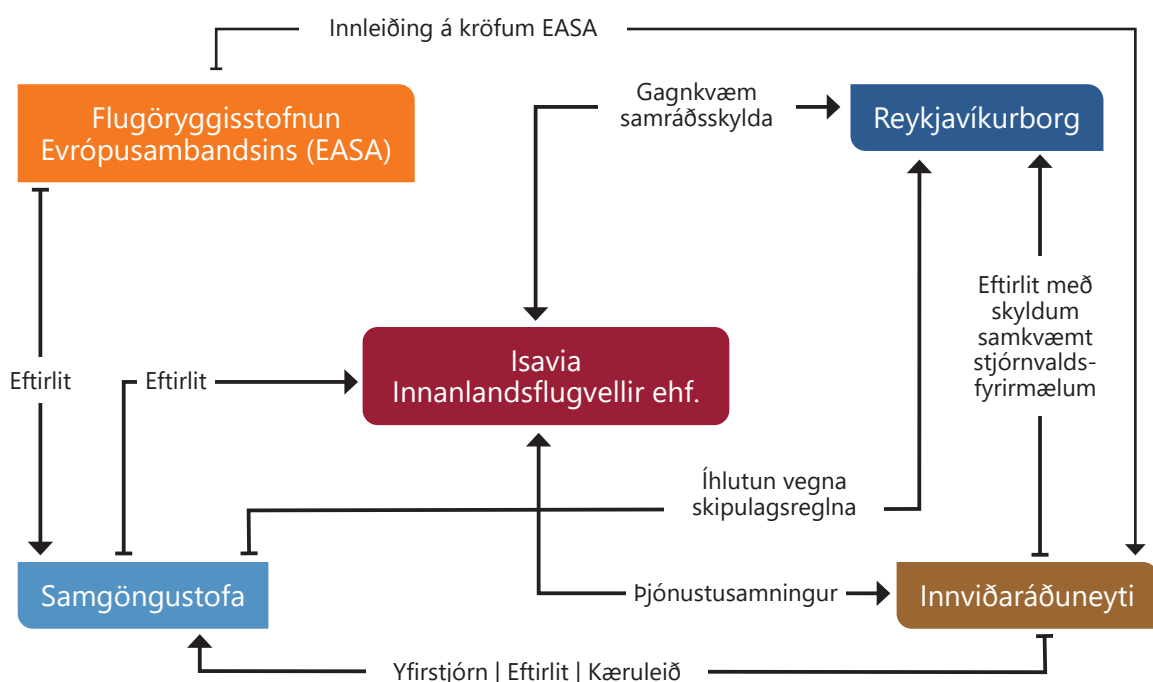 Innleiðing á kröfum EASA
Flugöryggisstofnun
Evrópusambandsins (EASA)
Gagnkvæm
samráðsskylda
Reykjavíkurborg
Eftirlit með
skyldum
samkvæmt
stjórnvalds-
fyrirmælum
Isavia
Innanlandsflugvellir ehf.
Eftirlit
Eftirlit
Íhlutun vegna
skipulagsreglna
Samgöngustofa
Þjónustusamningur
Innviðaráðuneyti
Yfirstjórn | Eftirlit | Kæruleið